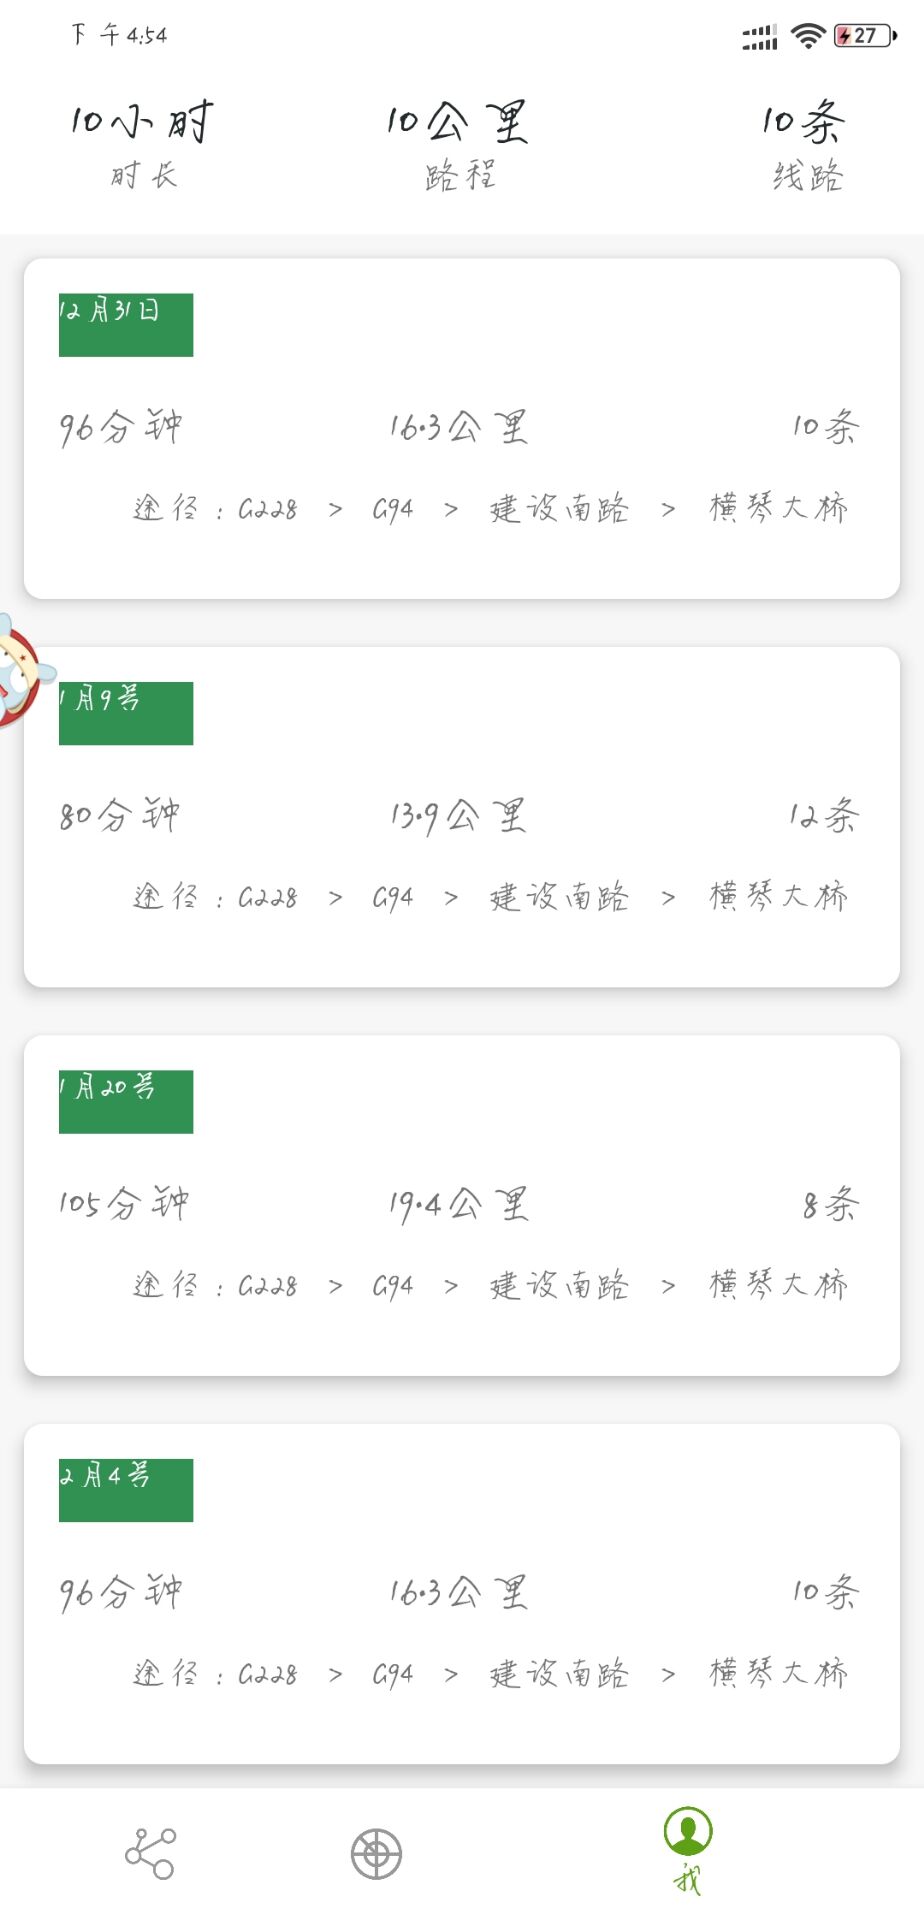 下午4:54
27
10小时 10公里 10条
时长 路程 线路
12月31日
96分钟 16.3公里 10条
途径:G228 > G94 > 建设南路 > 横琴大桥
1月9号
80分钟 13.9公里 12条
途径:G228 > G94 > 建设南路 > 横琴大桥
1月20号
105分钟 19.4公里 8条
途径:G228 > G94 > 建设南路 > 横琴大桥
2月4号
96分钟 16.3公里 10条
途径:G228 > G94 > 建设南路 > 横琴大桥
我